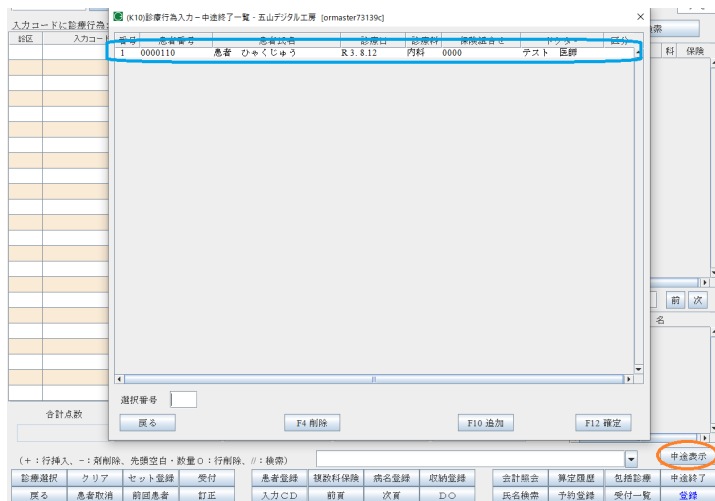 (K10)診療行為入力－中途終了一覧 - 五山デジタル工房 [ormaster73139c]
入力コードに診療行為
索
診区 入力コード
番号 患者番号 患者氏名 診療日 診療科 保険組合せ ドクター 区分
科 保険
1 0000110 患者 ひゃくじゅう R 3. 8.12 内科 0000 テスト 医師
前 次
名
選択番号
戻る F4 削除 F10 追加 F12 確定
合計点数
中途表示
(+：行挿入、-：剤削除、先頭空白・数量０：行削除、//：検索)
診療選択 クリア セット登録 受付 患者登録 複数科保険 病名登録 収納登録 会計照会 算定履歴 包括診療 中途終了
戻る 患者取消 前回患者 訂正 入力CD 前頁 次頁 DO 氏名検索 予約登録 受付一覧 登録